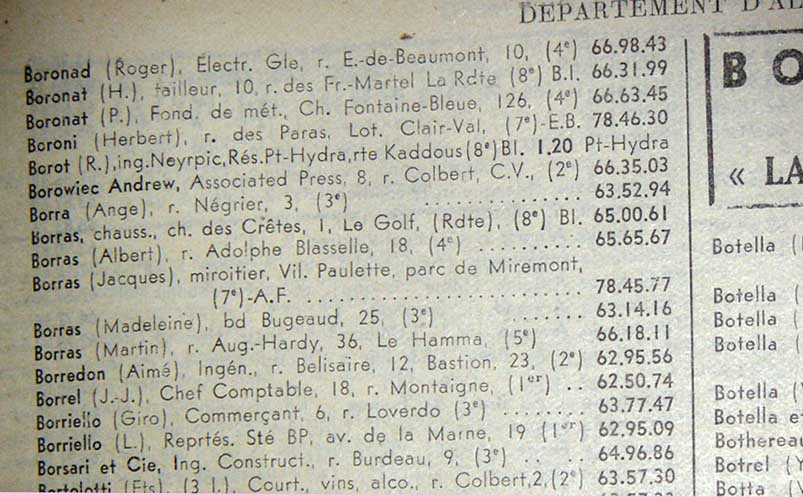 DEPARTEMENT D'AL
Boronad (Roger), Electr. Gle, r. E.-de-Beaumont, 10, (4e) 66.98.43
Boronat (H.), tailleur, 10, r. des Fr.-Martel La Rdte (8e) B.I. 66.31.99
Boronat (P.), Fond. de mét., Ch. Fontaine-Bleue, 126, (4e) 66.63.45
Boroni (Herbert), r. des Paras, Lot. Clair-Val, (7e)-E.B. 78.46.30
Borot (R.), ing. Neyrpic, Rés. Pt-Hydra, rte Kaddous (8e) Bl. 1.20 Pt-Hydra
Borowiec Andrew, Associated Press, 8, r. Colbert, C.V., (2e) 66.35.03
Borra (Ange), r. Négrier, 3, (3e) .............. 63.52.94
Borras, chauss., ch. des Crêtes, 1, Le Golf, (Rdte), (8e) Bl. 65.00.61
Borras (Albert), r. Adolphe Blasselle, 18, (4e) .......... 65.65.67
Borras (Jacques), miroitier, Vil. Paulette, parc de Miremont,
(7e)-A.F. .......................... 78.45.77
Borras (Madeleine), bd Bugeaud, 25, (3e) 63.14.16
Borras (Martin), r. Aug.-Hardy, 36, Le Hamma, (5e) 66.18.11
Borredon (Aimé), Ingén., r. Belisaire, 12, Bastion, 23, (2e) 62.95.56
Borrel (J.-J.), Chef Comptable, 18, r. Montaigne, (1er) .. 62.50.74
Borriello (Giro), Commerçant, 6, r. Loverdo (3e) ........ 63.77.47
Borriello (L.), Reprtés. Sté BP, av. de la Marne, 19 (1er) 62.95.09
Borsari et Cie, Ing. Construct., r. Burdeau, 9, (3e) .. 64.96.86
Bortolotti (Ets), (3 l.), Court., vins, alco., r. Colbert, 2, (2e) 63.57.30
BO
« LA
Botella (
Botella (
Botella (
Botella (
Botella (
Botella e
Bothereau
Botrel (Y
Botta (V